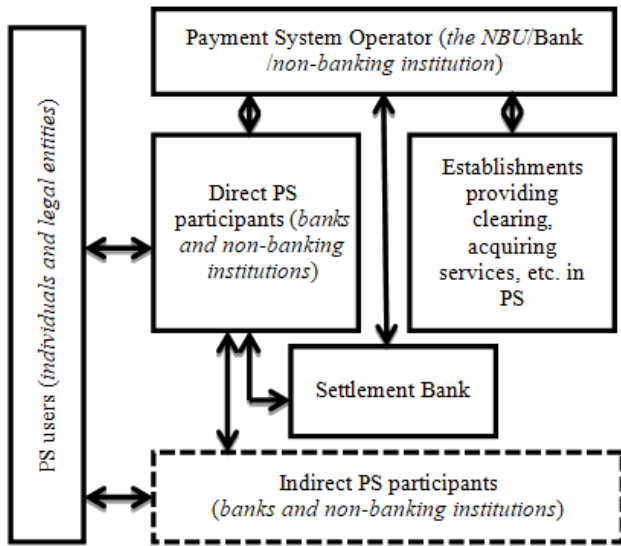 Payment System Operator (the NBU/Bank
/non-banking institution)
PS users (individuals and legal entities)
Direct PS
participants (banks
and non-banking
institutions)
Establishments
providing
clearing,
acquiring
services, etc. in
PS
Settlement Bank
Indirect PS participants
(banks and non-banking institutions)